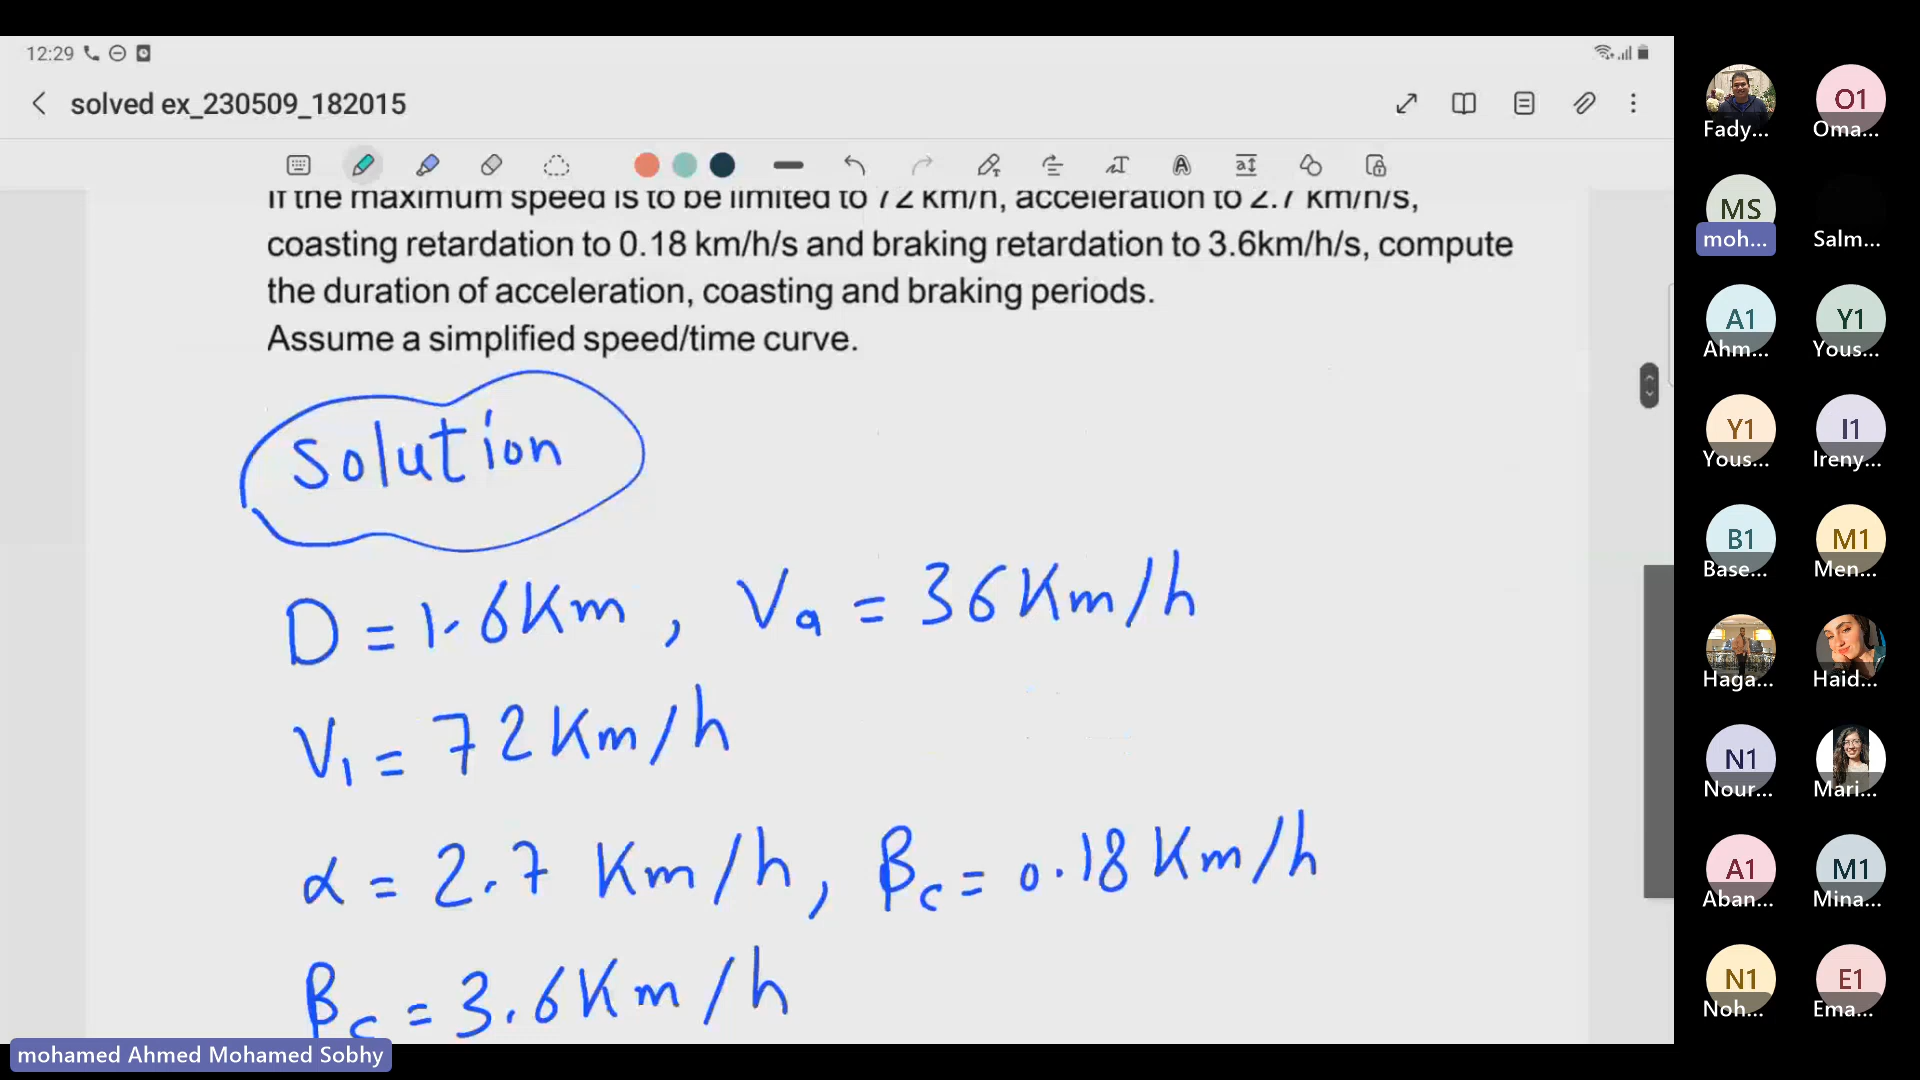 12:29
solved ex_230509_182015
If the maximum speed is to be limited to 72 km/h, acceleration to 2.7 km/h/s,
coasting retardation to 0.18 km/h/s and braking retardation to 3.6km/h/s, compute
the duration of acceleration, coasting and braking periods.
Assume a simplified speed/time curve.
Solution
D = 1.6 Km , Va = 36 Km/h
V1 = 72 Km/h
α = 2.7 Km/h, βc = 0.18 Km/h
βc = 3.6 Km/h
mohamed Ahmed Mohamed Sobhy
Fady...
O1
Oma...
MS
moh...
Salm...
A1
Ahm...
Y1
Yous...
Y1
Yous...
I1
Ireny...
B1
Base...
M1
Men...
Haga...
Haid...
N1
Nour...
Mari...
A1
Aban...
M1
Mina...
N1
Noh...
E1
Ema...